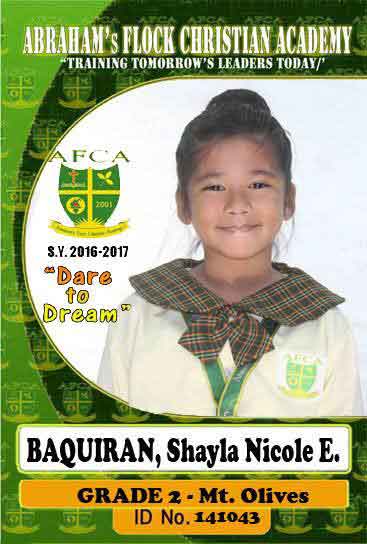 AFCA
ABRAHAM's FLOCK CHRISTIAN ACADEMY
"TRAINING TOMORROW'S LEADERS TODAY/'
AFCA
2001
S.Y. 2016-2017
"Dare
to
Dream"
AFCA
BAQUIRAN, Shayla Nicole E.
GRADE 2 - Mt. Olives
ID No. 141043